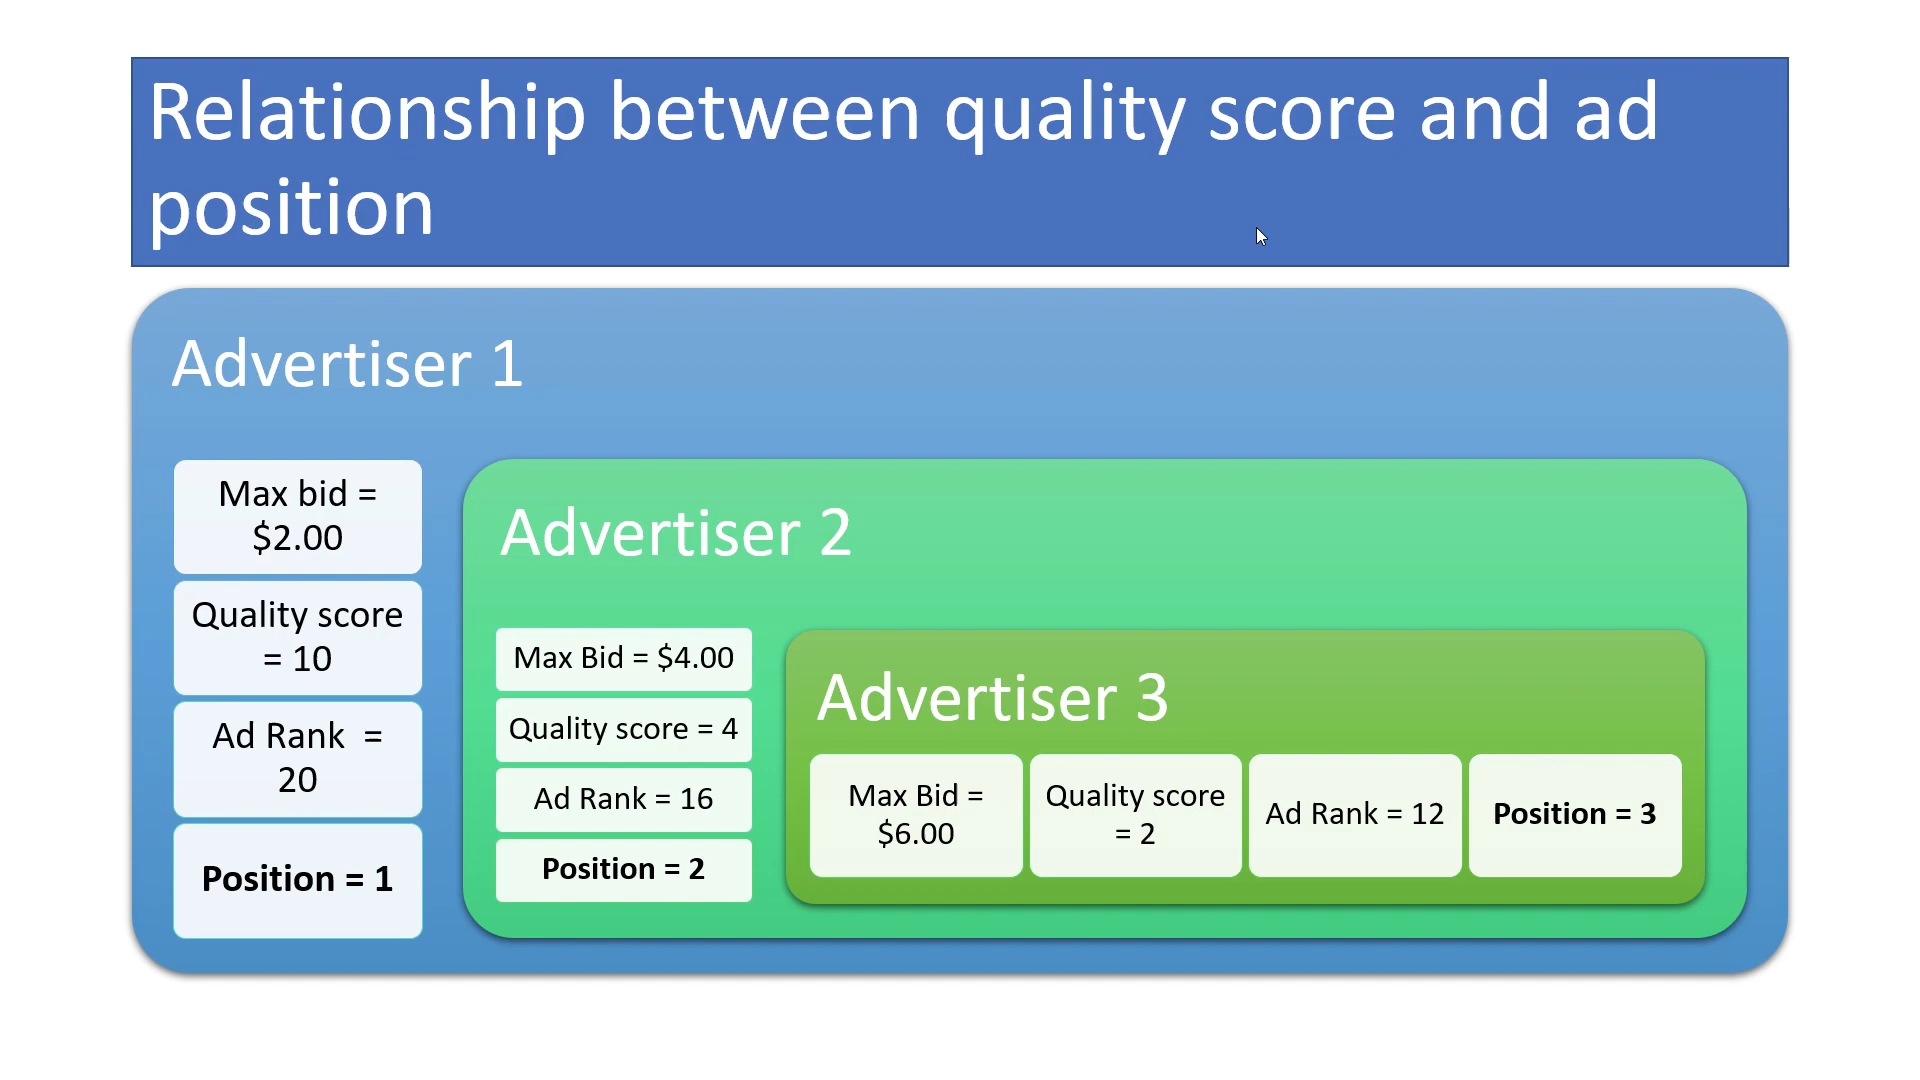 Relationship between quality score and ad
position
Advertiser 1
Max bid =
$2.00
Quality score
= 10
Ad Rank  =
20
Position = 1
Advertiser 2
Max Bid = $4.00
Quality score = 4
Ad Rank = 16
Position = 2
Advertiser 3
Max Bid =
$6.00
Quality score
= 2
Ad Rank = 12
Position = 3